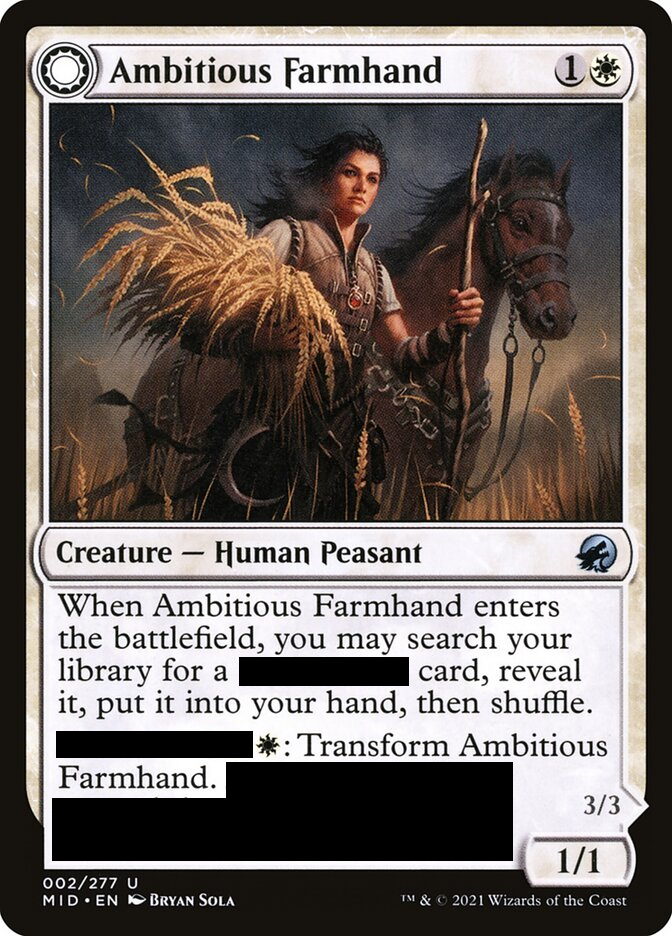 Ambitious Farmhand 1
Creature — Human Peasant
When Ambitious Farmhand enters
the battlefield, you may search your
library for a card, reveal
it, put it into your hand, then shuffle.
: Transform Ambitious
Farmhand.
3/3
1/1
002/277 U
MID • EN Bryan Sola
™ & © 2021 Wizards of the Coast